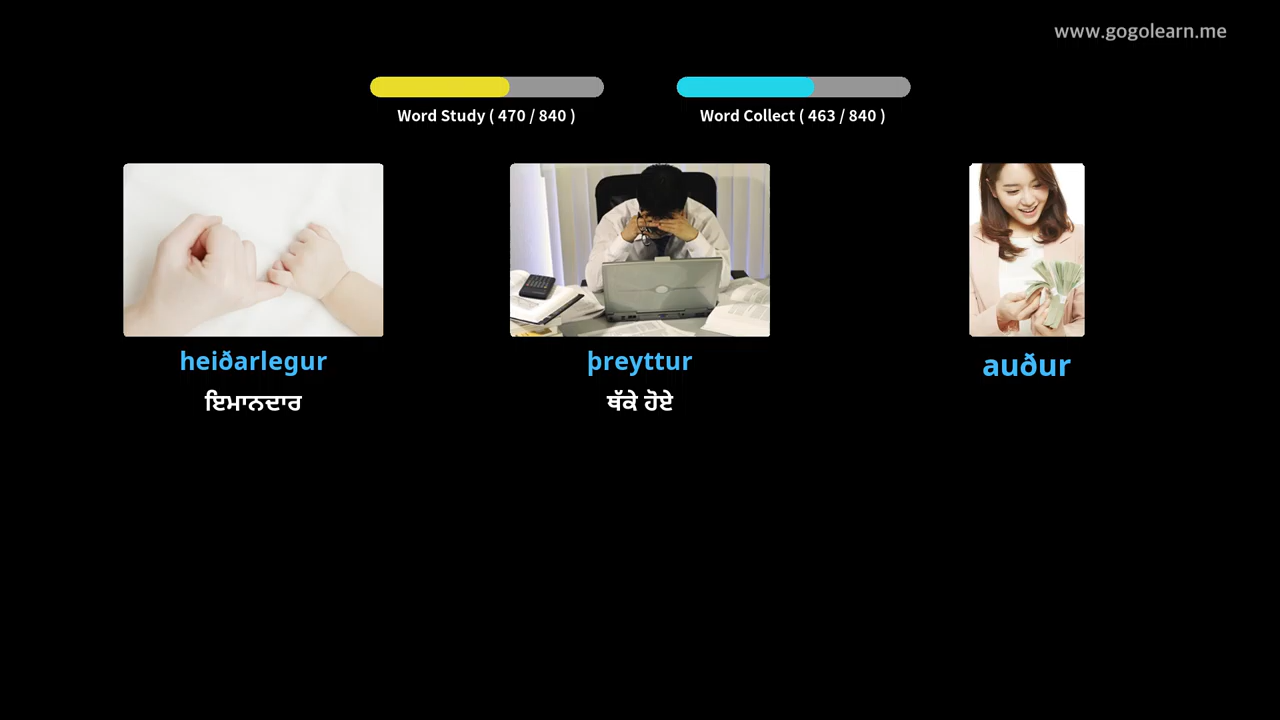 www.gogolearn.me
Word Study ( 470 / 840 )
Word Collect ( 463 / 840 )
heiðarlegur
ਇਮਾਨਦਾਰ
þreyttur
ਥੱਕੇ ਹੋਏ
auður